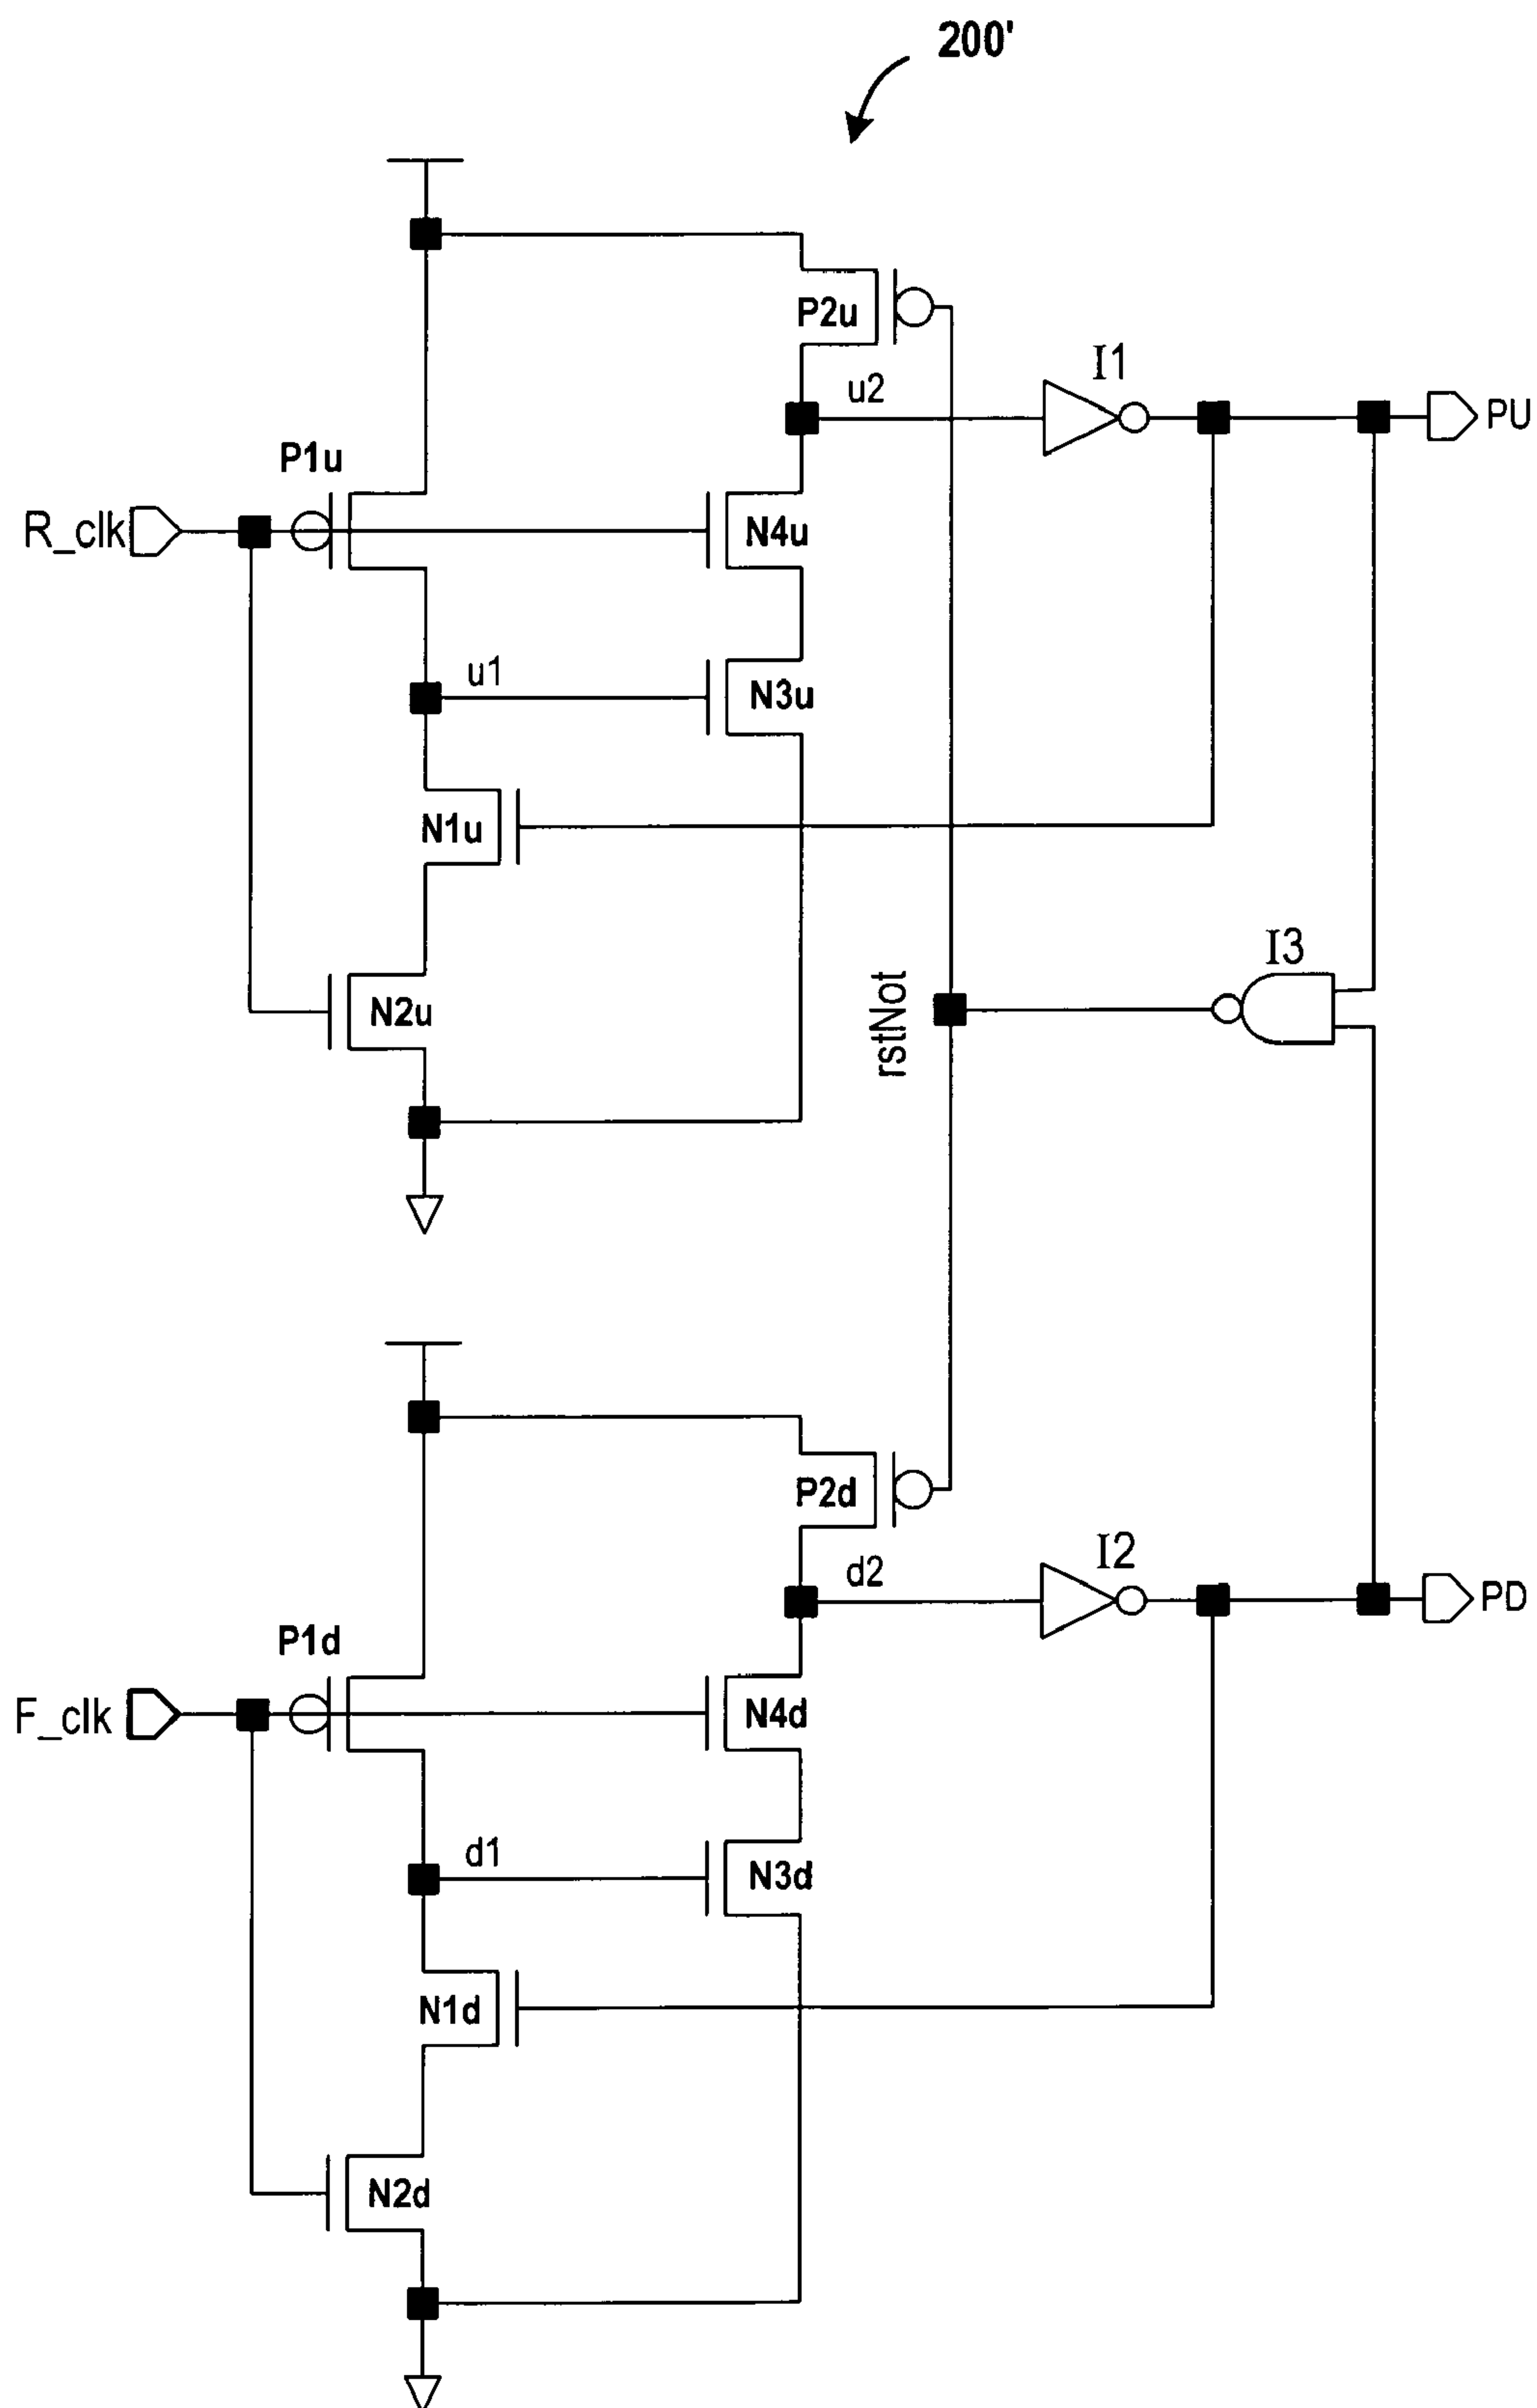 200'
P2u
I1
u2
PU
P1u
R_clk
N4u
u1
N3u
N1u
I3
rstNot
N2u
P2d
I2
d2
PD
P1d
F_clk
N4d
d1
N3d
N1d
N2d